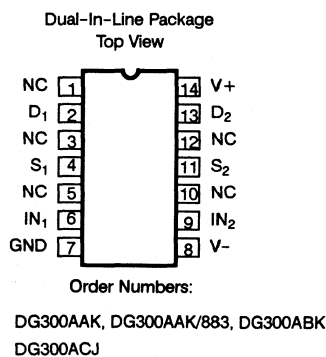 Dual-In-Line Package
Top View
NC 1 14 V+
D1 2 13 D2
NC 3 12 NC
S1 4 11 S2
NC 5 10 NC
IN1 6 9 IN2
GND 7 8 V−
Order Numbers:
DG300AAK, DG300AAK/883, DG300ABK
DG300ACJ